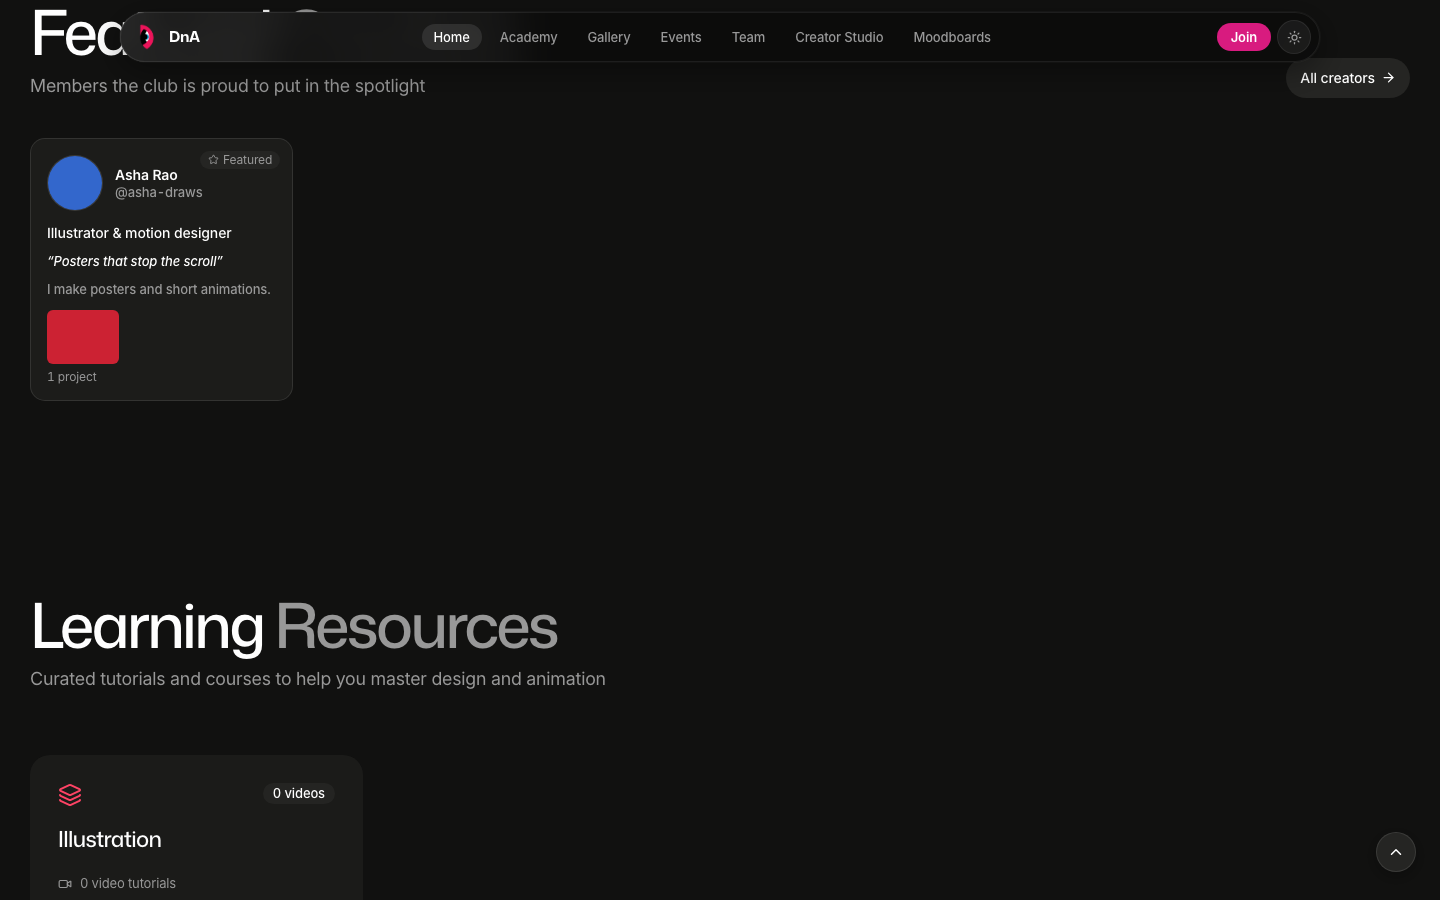 DnA
Home
Academy
Gallery
Events
Team
Creator Studio
Moodboards
Join
Members the club is proud to put in the spotlight
All creators
Featured
Asha Rao
@asha-draws
Illustrator & motion designer
“Posters that stop the scroll”
I make posters and short animations.
1 project
Learning Resources
Curated tutorials and courses to help you master design and animation
0 videos
Illustration
0 video tutorials